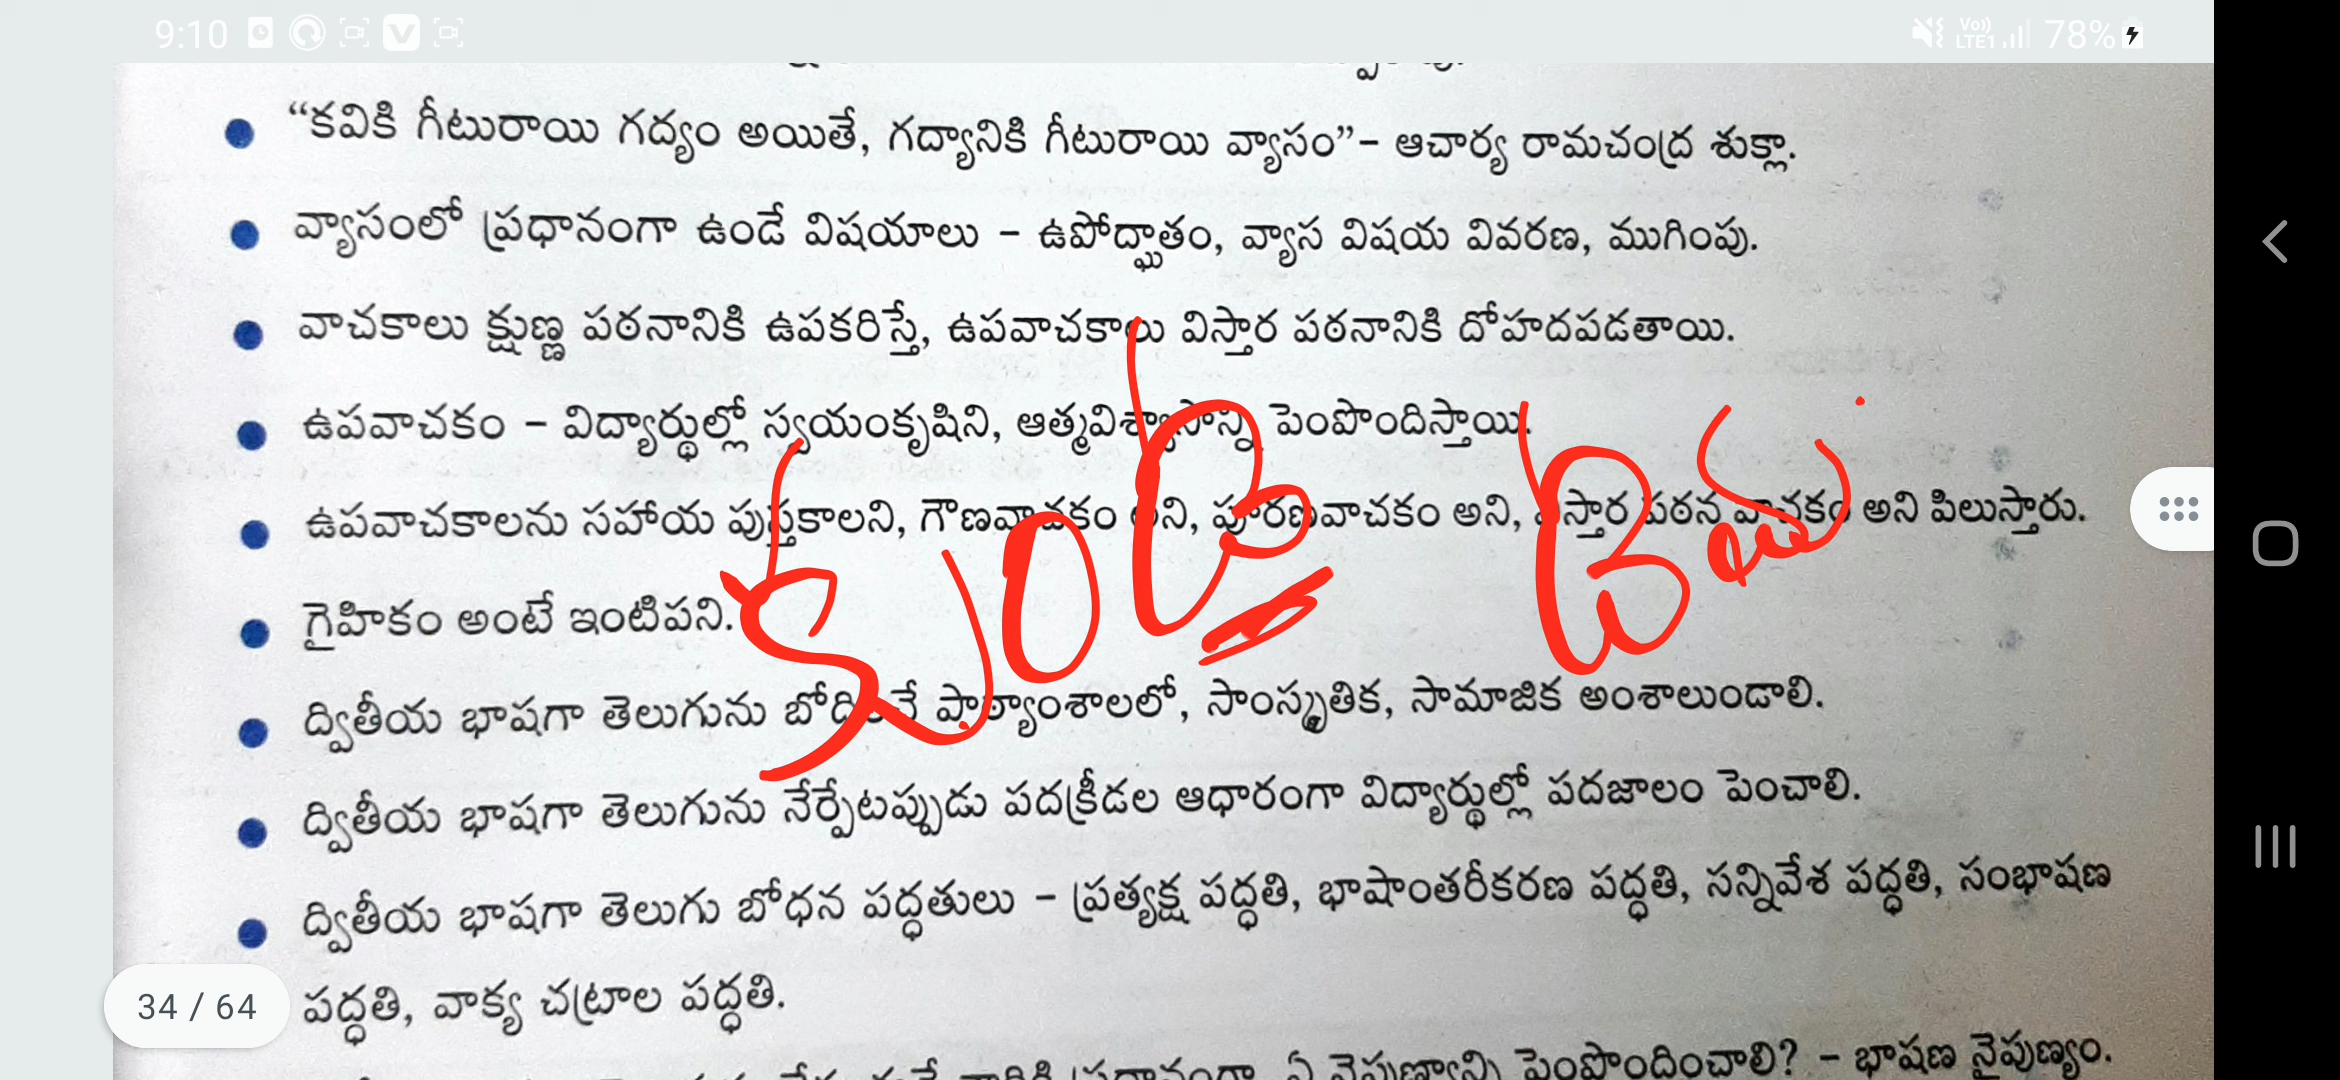 9:10
Vo)) LTE1 78%
• “కవికి గీటురాయి గద్యం అయితే, గద్యానికి గీటురాయి వ్యాసం”– ఆచార్య రామచంద్ర శుక్లా.
• వ్యాసంలో ప్రధానంగా ఉండే విషయాలు – ఉపోద్ఘాతం, వ్యాస విషయ వివరణ, ముగింపు.
• వాచకాలు క్షుణ్ణ పఠనానికి ఉపకరిస్తే, ఉపవాచకాలు విస్తార పఠనానికి దోహదపడతాయి.
• ఉపవాచకం – విద్యార్థుల్లో స్వయంకృషిని, ఆత్మవిశ్వాసాన్ని పెంపొందిస్తాయి.
• ఉపవాచకాలను సహాయ పుస్తకాలని, గౌణవాచకం అని, పూరణవాచకం అని, విస్తార పఠన వాచకం అని పిలుస్తారు.
• గైహికం అంటే ఇంటిపని.
• ద్వితీయ భాషగా తెలుగును బోధించే పాఠ్యాంశాలలో, సాంస్కృతిక, సామాజిక అంశాలుండాలి.
• ద్వితీయ భాషగా తెలుగును నేర్పేటప్పుడు పదక్రీడల ఆధారంగా విద్యార్థుల్లో పదజాలం పెంచాలి.
• ద్వితీయ భాషగా తెలుగు బోధన పద్ధతులు – ప్రత్యక్ష పద్ధతి, భాషాంతరీకరణ పద్ధతి, సన్నివేశ పద్ధతి, సంభాషణ
పద్ధతి, వాక్య చట్రాల పద్ధతి.
34 / 64
పెంపొందించాలి? – భాషణ నైపుణ్యం.